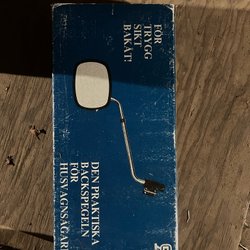 FÖR
TRYGG
SIKT
BAKÅT!
DEN PRAKTISKA
BACKSPEGELN
FÖR
HUSVAGNSÄGARE